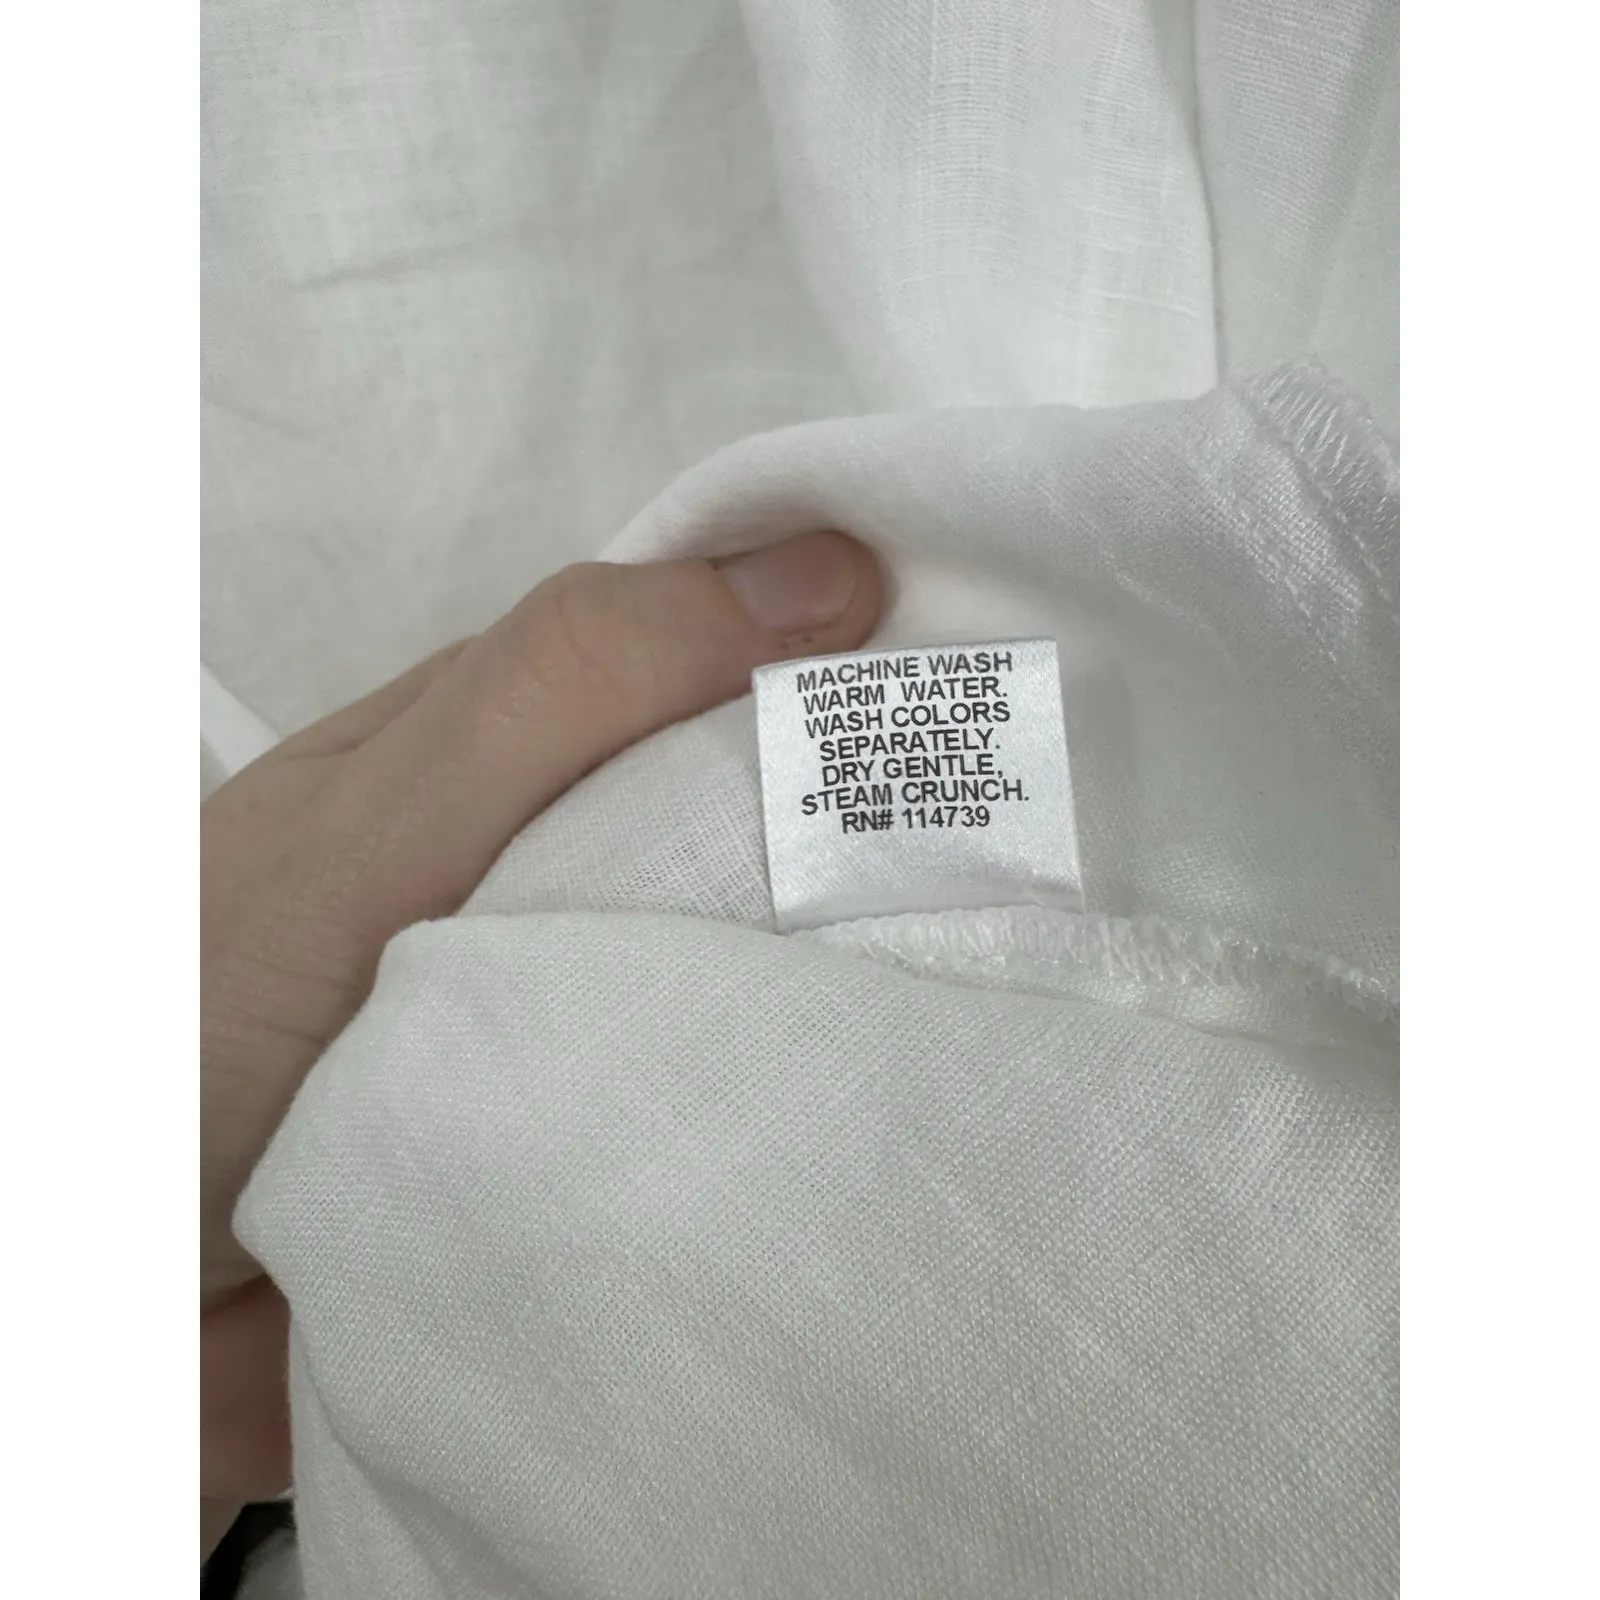 MACHINE WASH
WARM WATER.
WASH COLORS
SEPARATELY.
DRY GENTLE,
STEAM CRUNCH.
RN# 114739